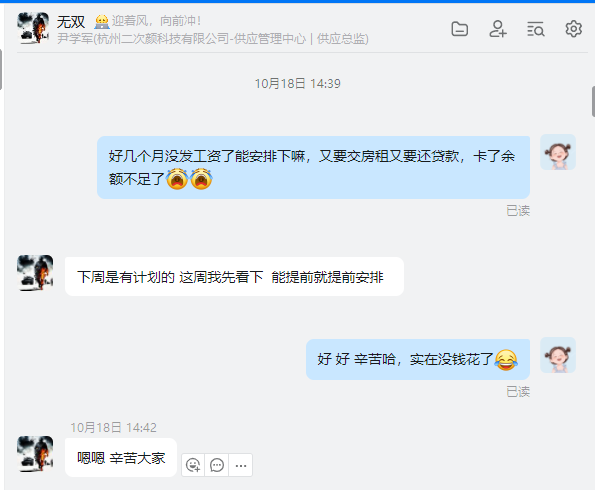 无双 迎着风，向前冲！
尹学军(杭州二次颜科技有限公司-供应管理中心 | 供应总监)
10月18日 14:39
好几个月没发工资了能安排下嘛，又要交房租又要还贷款，卡了余
额不足了😭😭
已读
下周是有计划的 这周我先看下 能提前就提前安排
好 好 辛苦哈，实在没钱花了😂
已读
10月18日 14:42
嗯嗯 辛苦大家